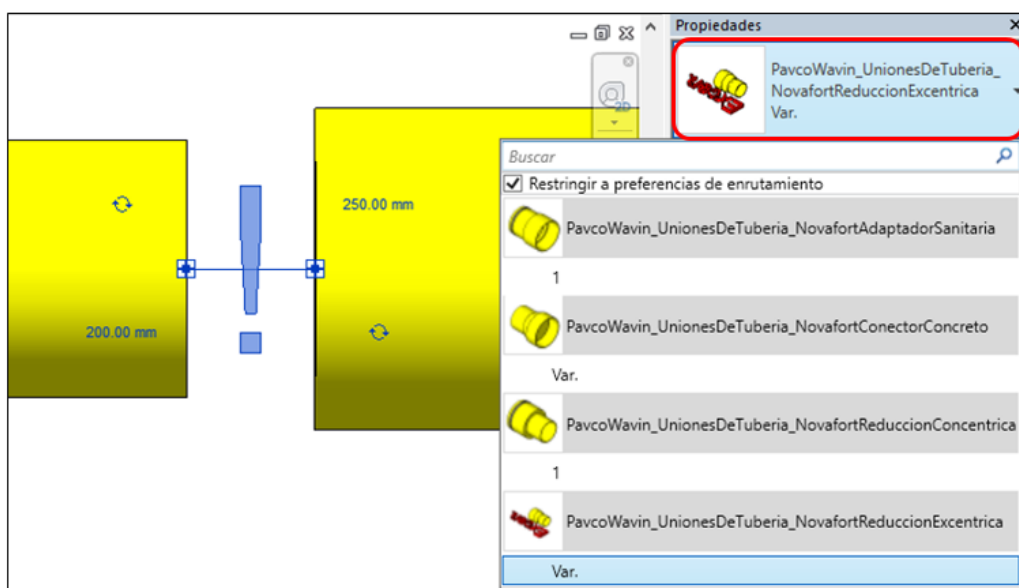 Propiedades
PavcoWavin_UnionesDeTuberia_
NovafortReduccionExcentrica
Var.
2D
250.00 mm
200.00 mm
Buscar
Restringir a preferencias de enrutamiento
PavcoWavin_UnionesDeTuberia_NovafortAdaptadorSanitaria
1
PavcoWavin_UnionesDeTuberia_NovafortConectorConcreto
Var.
PavcoWavin_UnionesDeTuberia_NovafortReduccionConcentrica
1
PavcoWavin_UnionesDeTuberia_NovafortReduccionExcentrica
Var.